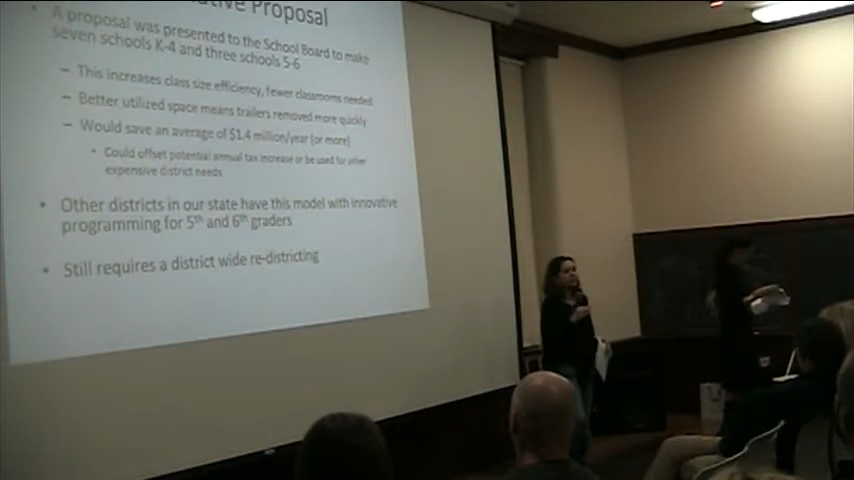 Proposal
• A proposal was presented to the School Board to make
seven schools K-4 and three schools 5-6
– This increases class size efficiency, fewer classrooms needed
– Better utilized space means trailers removed more quickly
– Would save an average of $1.4 million/year (or more)
• Could offset potential annual tax increase or be used for other
expensive district needs
• Other districts in our state have this model with innovative
programming for 5th and 6th graders
• Still requires a district wide re-districting